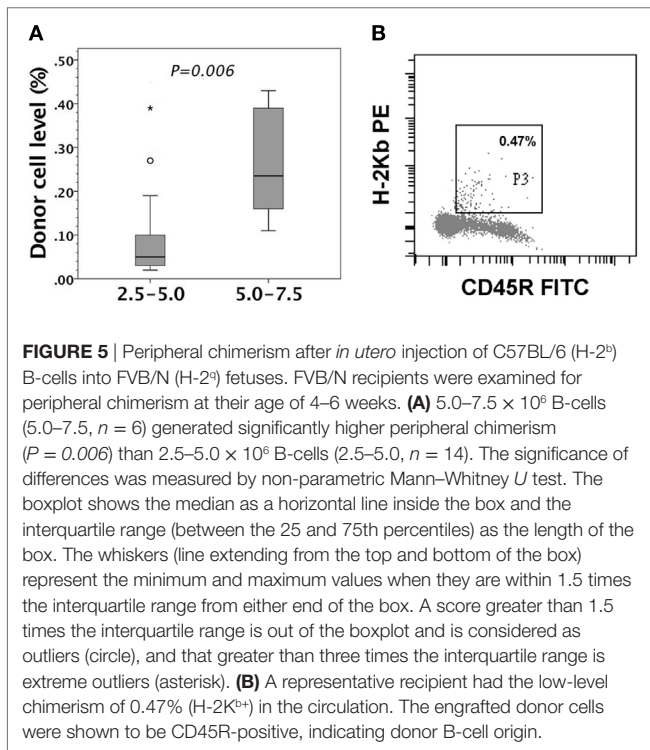 A
B
P=0.006
Donor cell level (%)
.50
.40
.30
.20
.10
.00
*
2.5–5.0
5.0–7.5
H-2Kb PE
0.47%
P3
CD45R FITC
FIGURE 5 | Peripheral chimerism after in utero injection of C57BL/6 (H-2ᵇ)
B-cells into FVB/N (H-2q) fetuses. FVB/N recipients were examined for
peripheral chimerism at their age of 4–6 weeks. (A) 5.0–7.5 × 10⁶ B-cells
(5.0–7.5, n = 6) generated significantly higher peripheral chimerism
(P = 0.006) than 2.5–5.0 × 10⁶ B-cells (2.5–5.0, n = 14). The significance of
differences was measured by non-parametric Mann–Whitney U test. The
boxplot shows the median as a horizontal line inside the box and the
interquartile range (between the 25 and 75th percentiles) as the length of the
box. The whiskers (line extending from the top and bottom of the box)
represent the minimum and maximum values when they are within 1.5 times
the interquartile range from either end of the box. A score greater than 1.5
times the interquartile range is out of the boxplot and is considered as
outliers (circle), and that greater than three times the interquartile range is
extreme outliers (asterisk). (B) A representative recipient had the low-level
chimerism of 0.47% (H-2Kᵇ⁺) in the circulation. The engrafted donor cells
were shown to be CD45R-positive, indicating donor B-cell origin.